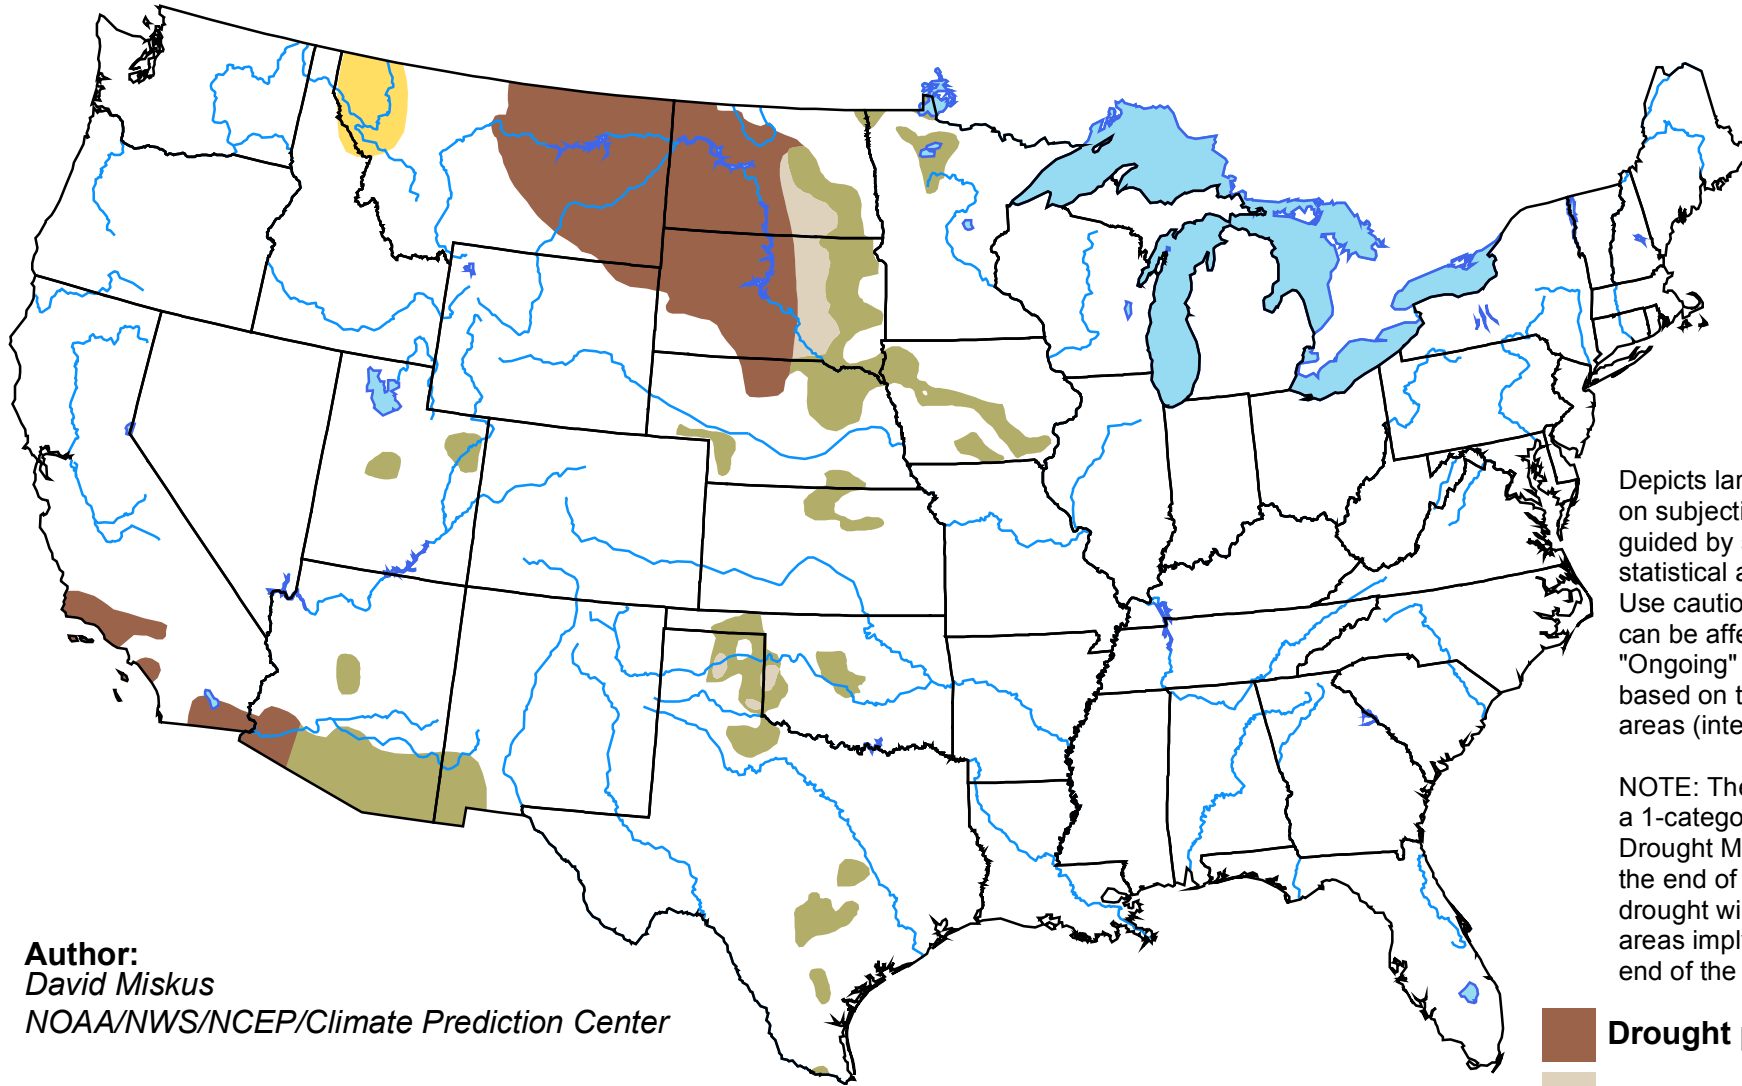 Depicts lar
on subjecti
guided by
statistical a
Use cautio
can be affe
"Ongoing"
based on t
areas (inte
NOTE: The
a 1-catego
Drought M
the end of
drought wi
areas impl
end of the
Author:
David Miskus
NOAA/NWS/NCEP/Climate Prediction Center
Drought